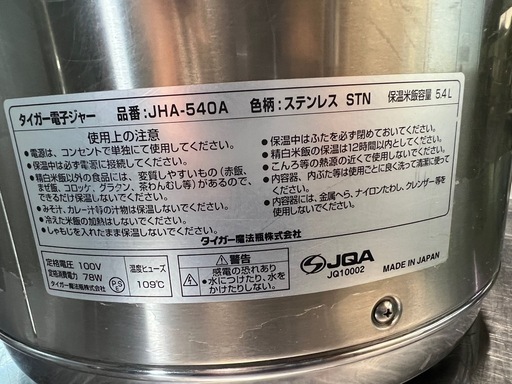 タイガー電子ジャー 品番:JHA-540A 色柄:ステンレス STN 保温米飯容量 5.4L
使用上の注意
●電源は、コンセントで単独にて使用してください。
●保温中は必ず電源に接続してください。
●精白米飯以外の食品には、変質しやすいもの(赤飯、
まぜ飯、コロッケ、グラタン、茶わんむし等)があるので、
できるだけ保温しないでください。
●みそ汁、カレー汁等の汁物は保温しないでください。
●冷えた米飯の加熱はしないでください。
●しゃもじを入れたまま保温しないでください。
●保温中はふたを必ず閉めておいてください。
●精白米飯の保温は12時間以内としてください。
●こんろ等の熱源の近くで使用しないでください。
●内容器、内ぶた等は使用ごとに良く洗って清潔に使って
ください。
●内容器には、金属へら、ナイロンたわし、クレンザー等を
使用しないでください。
タイガー魔法瓶株式会社
定格電圧 100V
定格消費電力 78W
タイガー魔法瓶株式会社
PSE
温度ヒューズ
109℃
警告
感電の恐れあり
●水につけたり、水を
かけたりしない。
JQA
JQ10002
MADE IN JAPAN